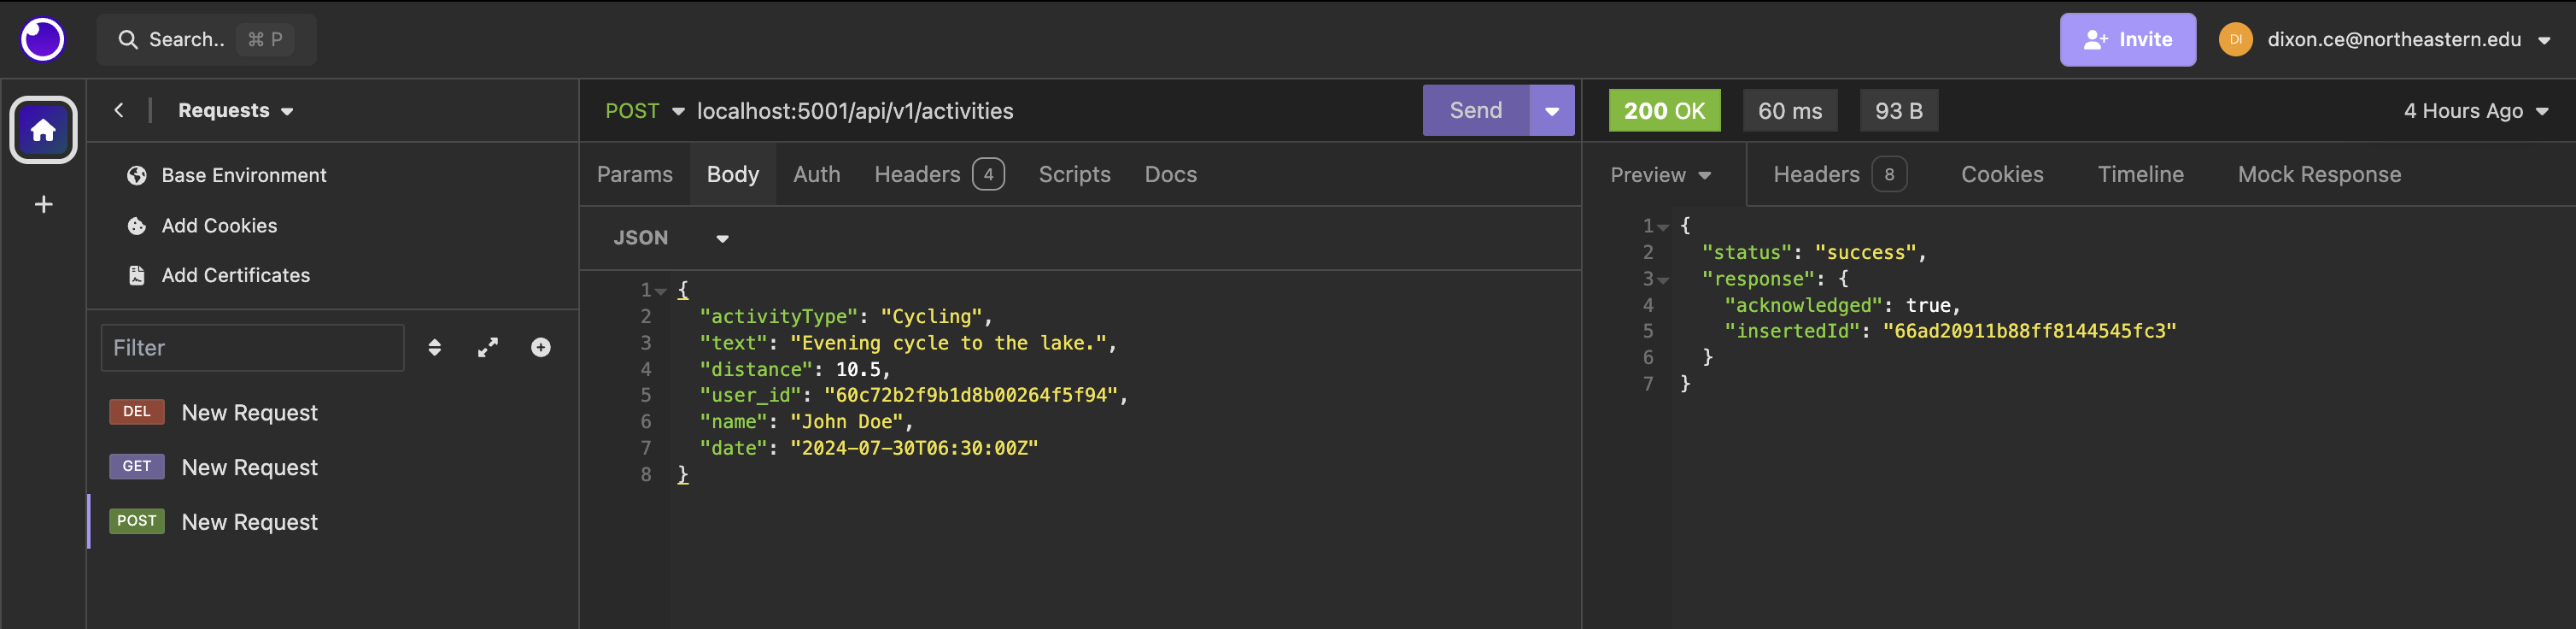 Search.. ⌘ P
Invite
DI
dixon.ce@northeastern.edu
Requests
Base Environment
Add Cookies
Add Certificates
Filter
DEL New Request
GET New Request
POST New Request
POST localhost:5001/api/v1/activities
Send
Params Body Auth Headers 4 Scripts Docs
JSON
1 {
2 "activityType": "Cycling",
3 "text": "Evening cycle to the lake.",
4 "distance": 10.5,
5 "user_id": "60c72b2f9b1d8b00264f5f94",
6 "name": "John Doe",
7 "date": "2024-07-30T06:30:00Z"
8 }
200 OK 60 ms 93 B 4 Hours Ago
Preview Headers 8 Cookies Timeline Mock Response
1 {
2 "status": "success",
3 "response": {
4 "acknowledged": true,
5 "insertedId": "66ad20911b88ff8144545fc3"
6 }
7 }